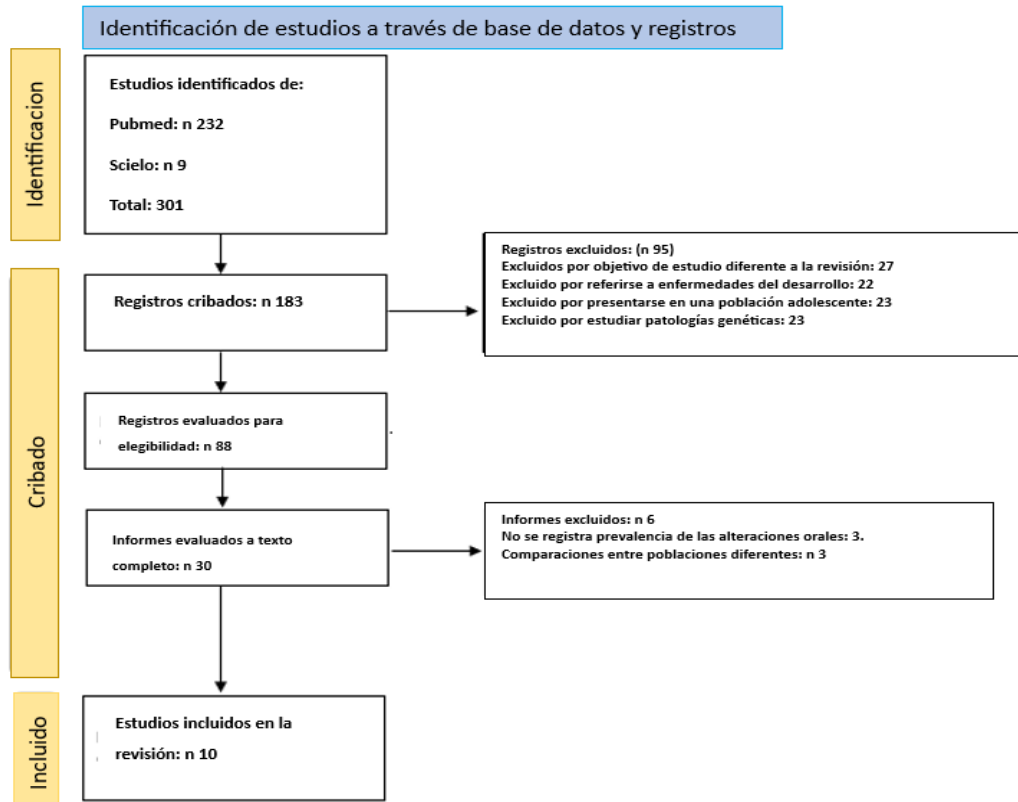 Identificación de estudios a través de base de datos y registros
Identificacion
Estudios identificados de:
Pubmed: n 232
Scielo: n 9
Total: 301
Registros excluidos: (n 95)
Excluidos por objetivo de estudio diferente a la revisión: 27
Excluido por referirse a enfermedades del desarrollo: 22
Excluido por presentarse en una población adolescente: 23
Excluido por estudiar patologías genéticas: 23
Cribado
Registros cribados: n 183
Registros evaluados para
elegibilidad: n 88
Informes evaluados a texto
completo: n 30
Informes excluidos: n 6
No se registra prevalencia de las alteraciones orales: 3.
Comparaciones entre poblaciones diferentes: n 3
Incluido
Estudios incluidos en la
revisión: n 10